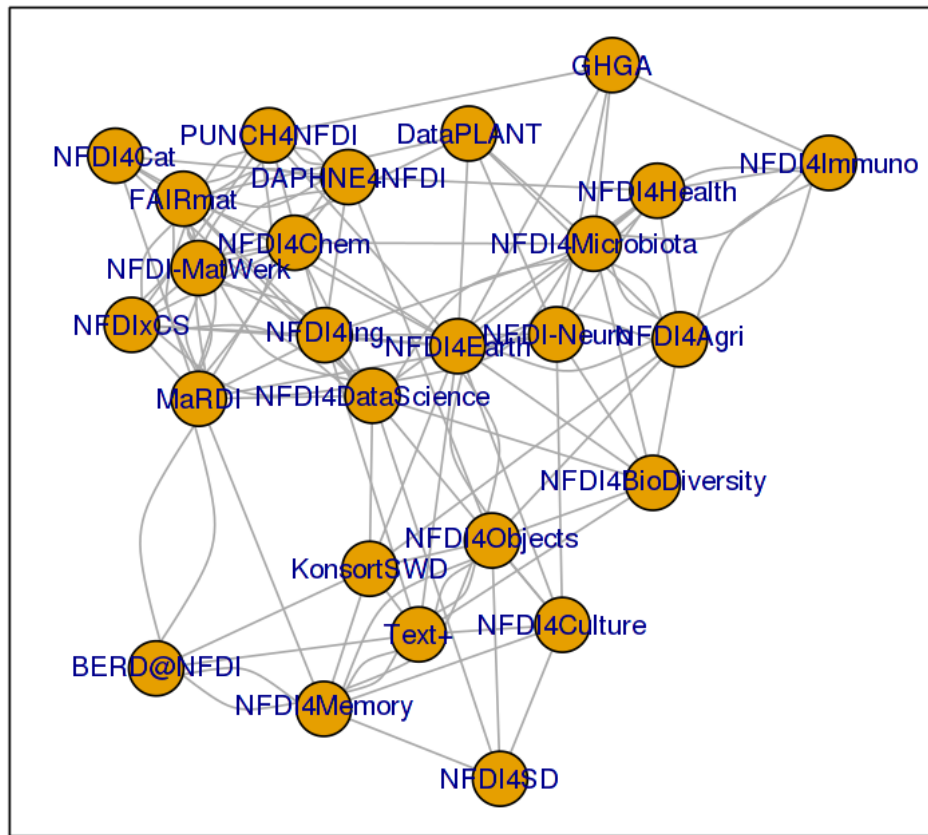 GHGA
PUNCH4NFDI
DataPLANT
NFDI4Cat
NFDI4Immuno
DAPHNE4NFDI
NFDI4Health
FAIRmat
NFDI4Chem
NFDI4Microbiota
NFDI-MatWerk
NFDIxCS
NFDI4Ing
NFDI4Earth
NFDI-Neuro
NFDI4Agri
MaRDI
NFDI4DataScience
NFDI4BioDiversity
NFDI4Objects
KonsortSWD
Text+
NFDI4Culture
BERD@NFDI
NFDI4Memory
NFDI4SD